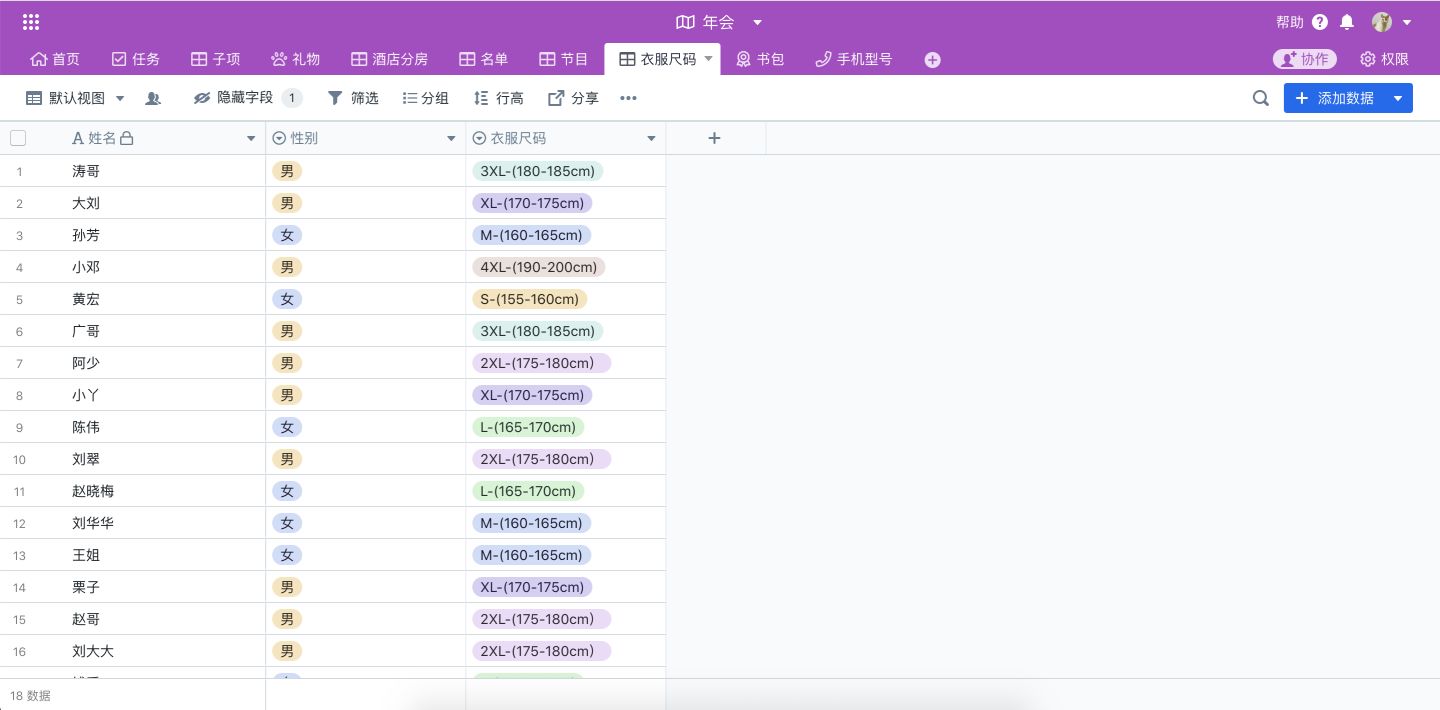 年会
帮助
首页 任务 子项 礼物 酒店分房 名单 节目 衣服尺码 书包 手机型号 协作 权限
默认视图 隐藏字段 1 筛选 分组 行高 分享 添加数据
姓名 性别 衣服尺码
1 涛哥 男 3XL-(180-185cm)
2 大刘 男 XL-(170-175cm)
3 孙芳 女 M-(160-165cm)
4 小邓 男 4XL-(190-200cm)
5 黄宏 女 S-(155-160cm)
6 广哥 男 3XL-(180-185cm)
7 阿少 男 2XL-(175-180cm)
8 小丫 男 XL-(170-175cm)
9 陈伟 女 L-(165-170cm)
10 刘翠 男 2XL-(175-180cm)
11 赵晓梅 女 L-(165-170cm)
12 刘华华 女 M-(160-165cm)
13 王姐 女 M-(160-165cm)
14 栗子 男 XL-(170-175cm)
15 赵哥 男 2XL-(175-180cm)
16 刘大大 男 2XL-(175-180cm)
18 数据